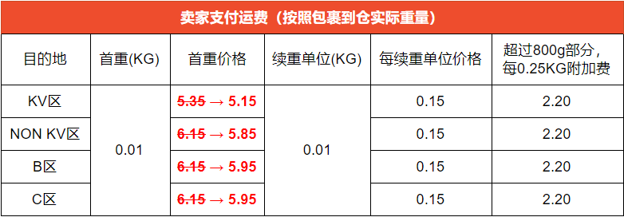 卖家支付运费（按照包裹到仓实际重量）
目的地 首重(KG) 首重价格 续重单位(KG) 每续重单位价格 超过800g部分，
每0.25KG附加费
KV区 0.01 5.35 → 5.15 0.01 0.15 2.20
NON KV区 6.15 → 5.85 0.15 2.20
B区 6.15 → 5.95 0.15 2.20
C区 6.15 → 5.95 0.15 2.20